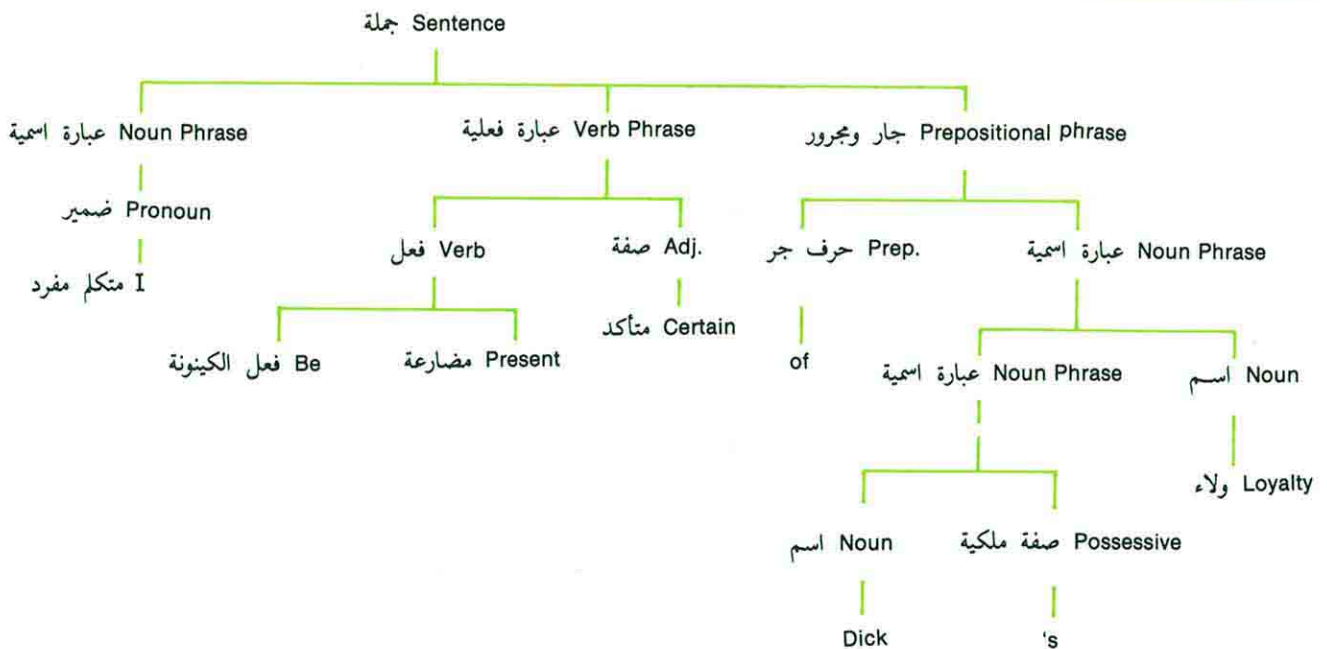 جملة Sentence
عبارة اسمية Noun Phrase
عبارة فعلية Verb Phrase
جار ومجرور Prepositional phrase
ضمير Pronoun
فعل Verb
صفة Adj.
حرف جر Prep.
عبارة اسمية Noun Phrase
متكلم مفرد I
فعل الكينونة Be
مضارعة Present
متأكد Certain
of
عبارة اسمية Noun Phrase
اسم Noun
ولاء Loyalty
اسم Noun
صفة ملكية Possessive
Dick
's